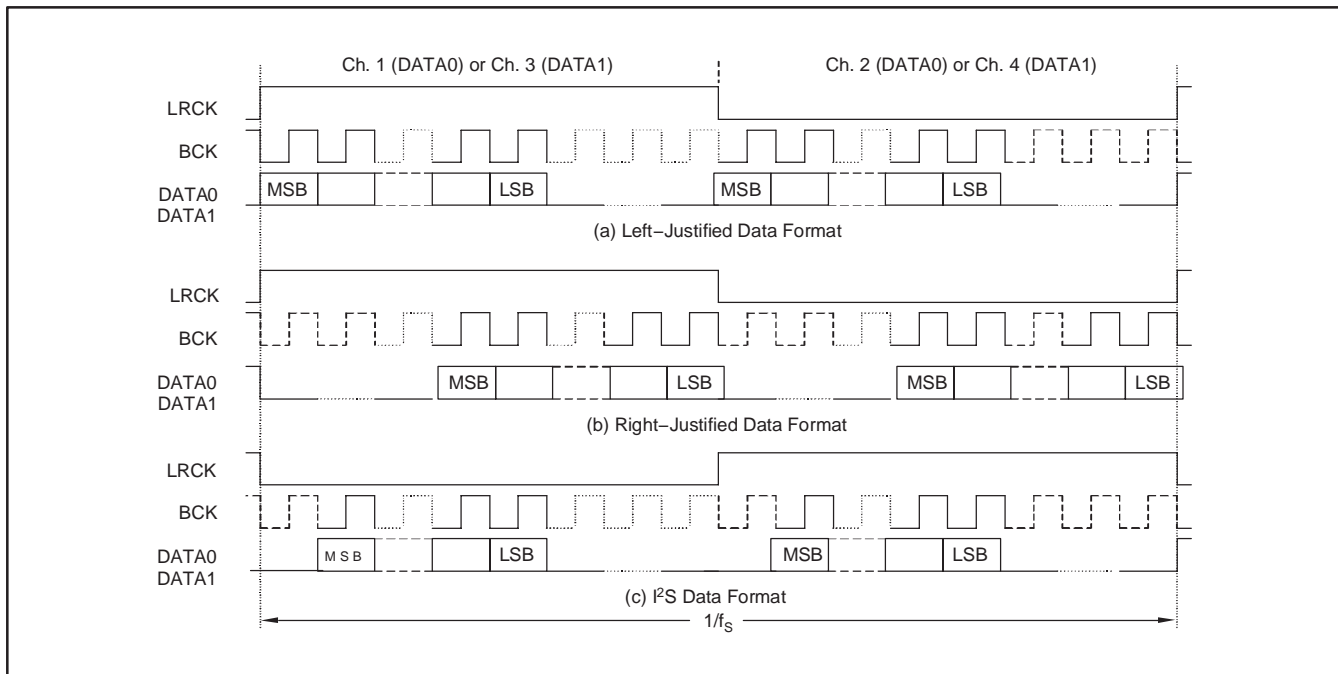 Ch. 1 (DATA0) or Ch. 3 (DATA1) Ch. 2 (DATA0) or Ch. 4 (DATA1)
LRCK
BCK
DATA0 MSB LSB MSB LSB
DATA1
(a) Left−Justified Data Format
LRCK
BCK
DATA0 MSB LSB MSB LSB
DATA1
(b) Right−Justified Data Format
LRCK
BCK
DATA0 MSB LSB MSB LSB
DATA1
(c) I²S Data Format
1/fS